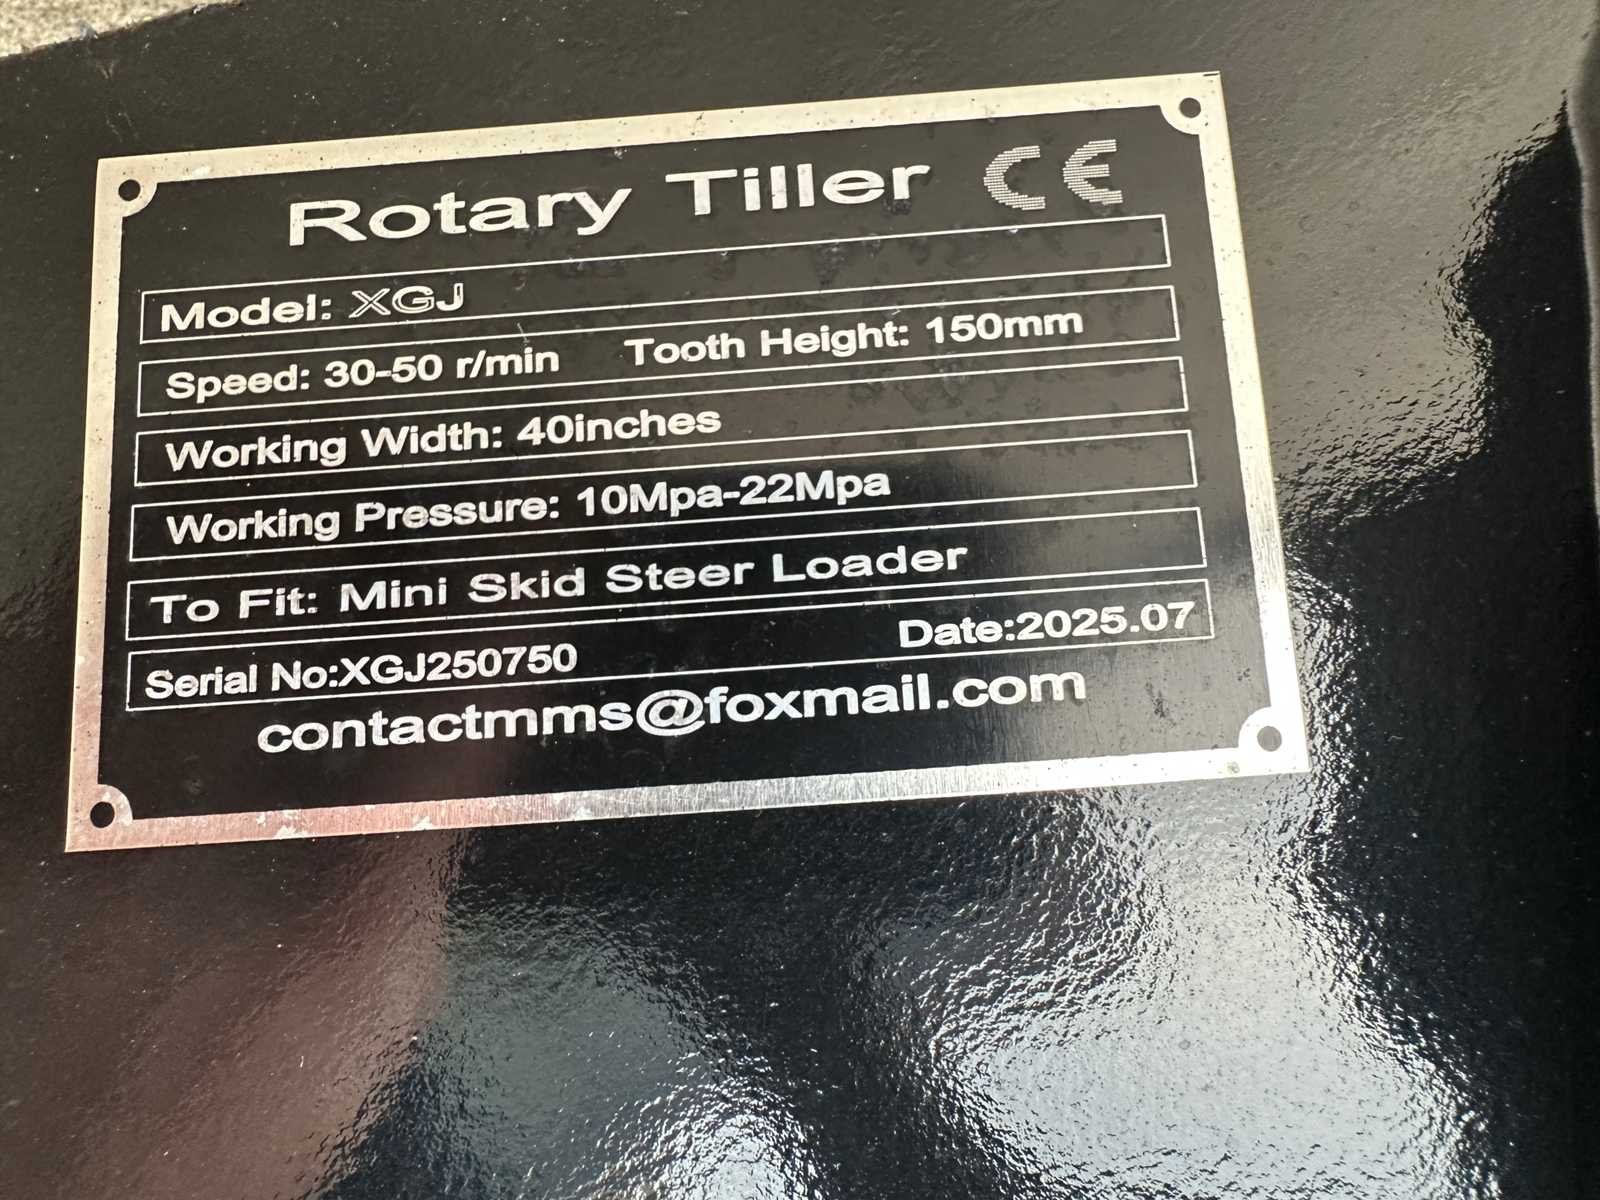 Rotary Tiller CE
Model: XGJ
Speed: 30-50 r/min Tooth Height: 150mm
Working Width: 40inches
Working Pressure: 10Mpa-22Mpa
To Fit: Mini Skid Steer Loader
Serial No:XGJ250750 Date:2025.07
contactmms@foxmail.com